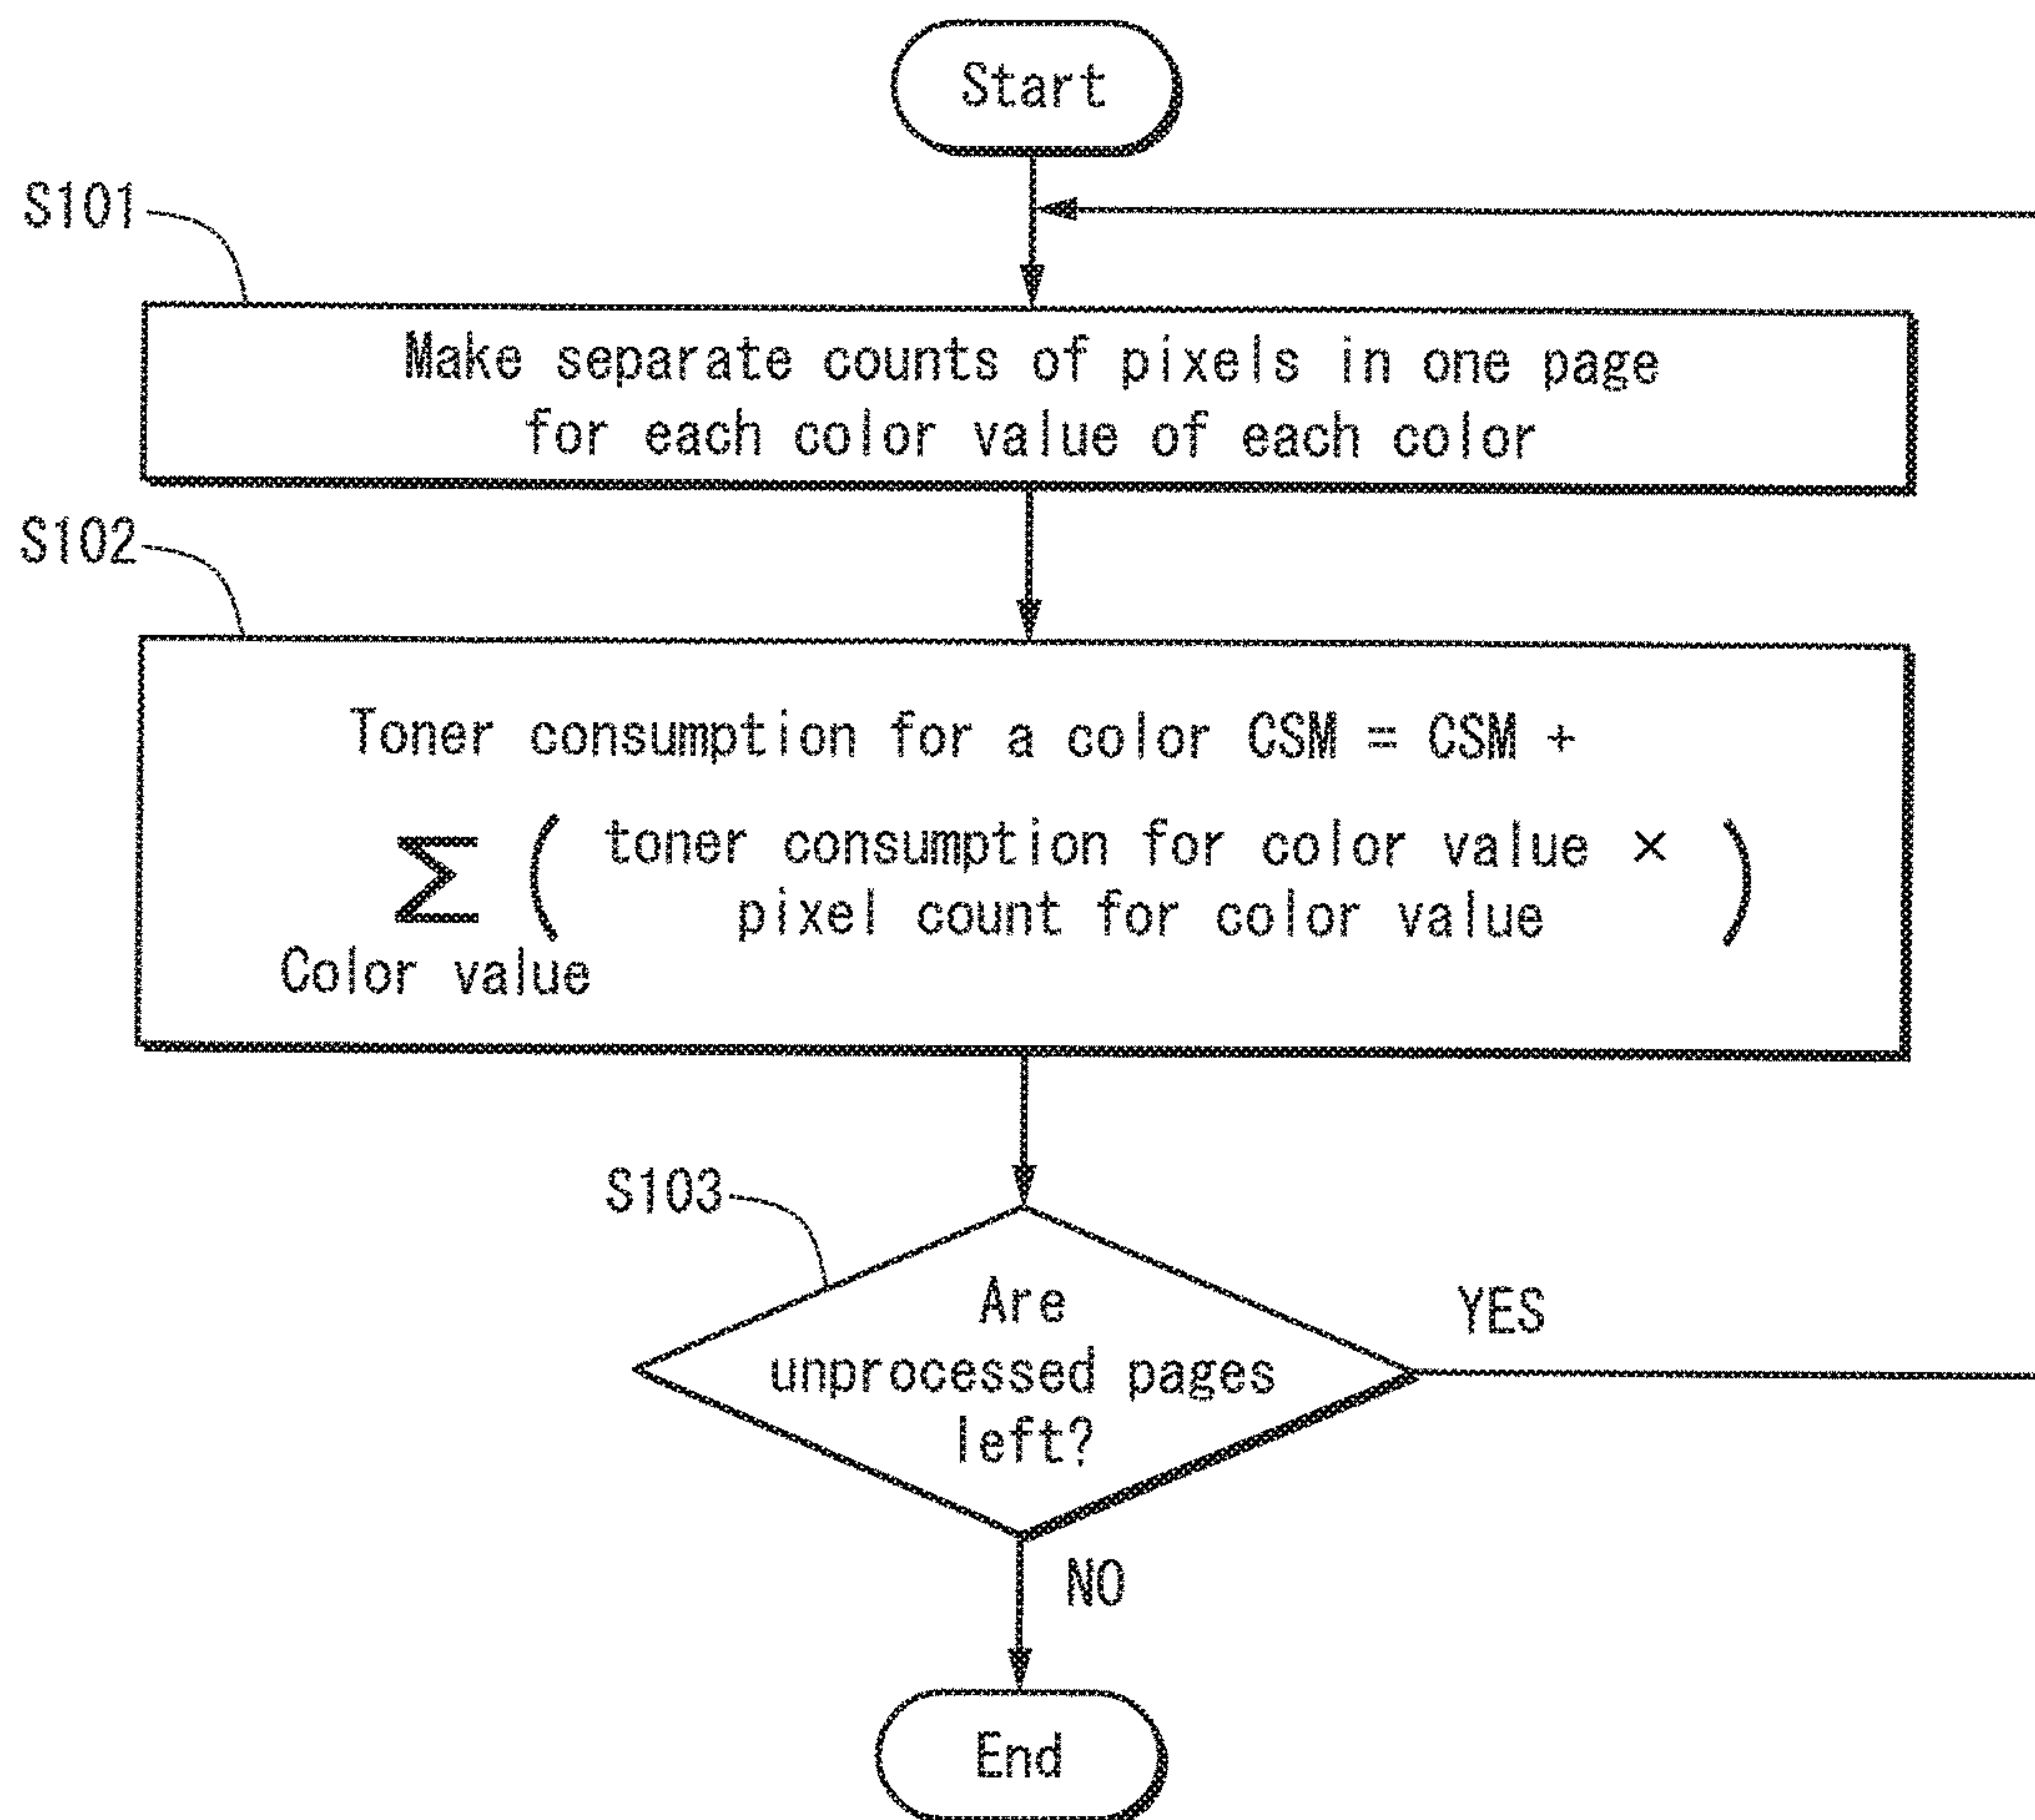 Start
S101
Make separate counts of pixels in one page
for each color value of each color
S102
Toner consumption for a color CSM = CSM +
Σ ( toner consumption for color value ×
pixel count for color value )
Color value
S103
Are
unprocessed pages
left?
YES
NO
End